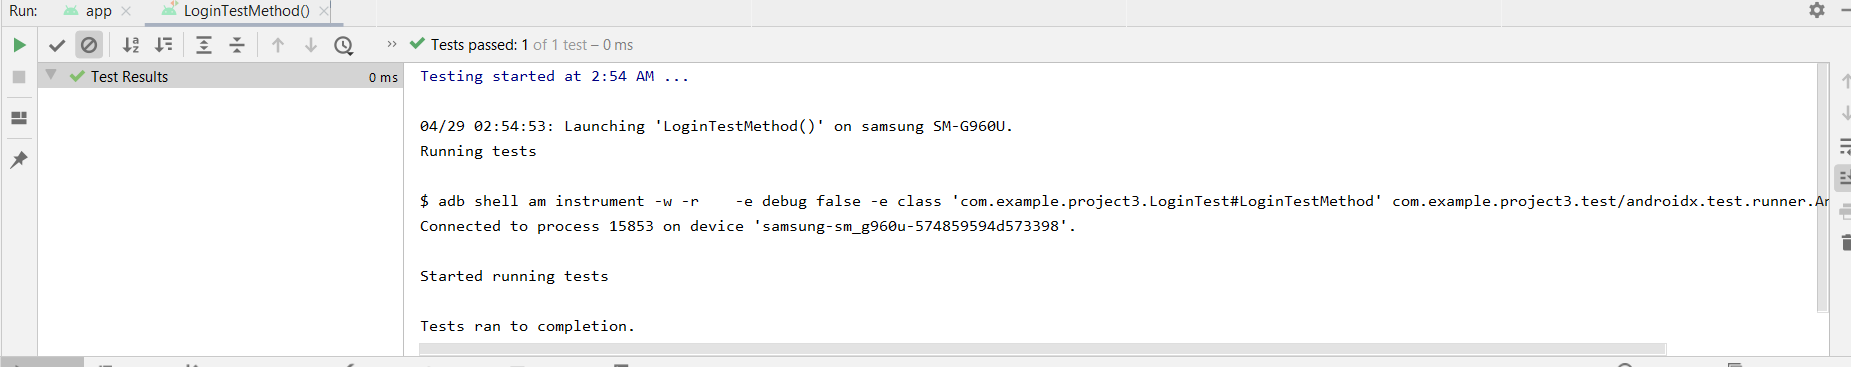 Run: app LoginTestMethod()
Tests passed: 1 of 1 test – 0 ms
Test Results 0 ms
Testing started at 2:54 AM ...
04/29 02:54:53: Launching 'LoginTestMethod()' on samsung SM-G960U.
Running tests
$ adb shell am instrument -w -r    -e debug false -e class 'com.example.project3.LoginTest#LoginTestMethod' com.example.project3.test/androidx.test.runner.Ar
Connected to process 15853 on device 'samsung-sm_g960u-574859594d573398'.
Started running tests
Tests ran to completion.